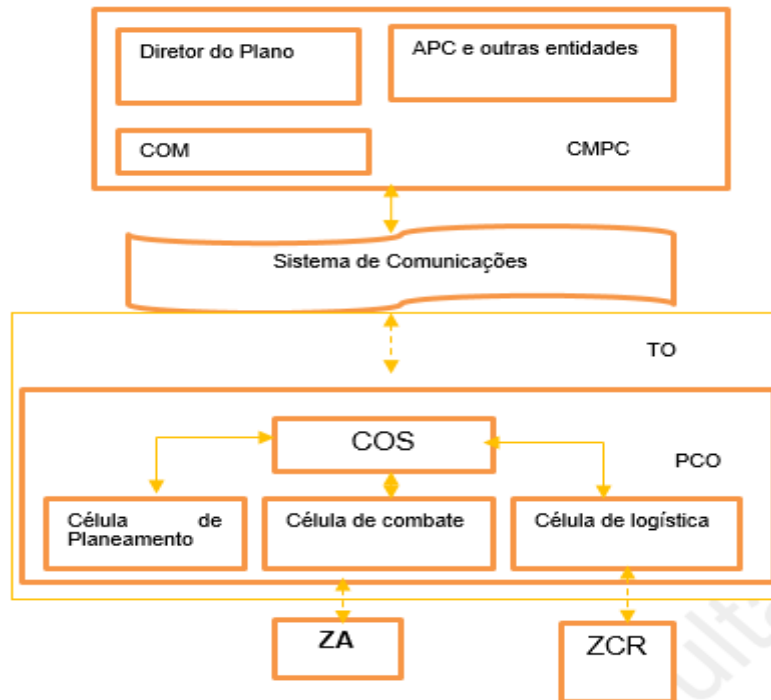 Diretor do Plano
APC e outras entidades
COM
CMPC
Sistema de Comunicações
TO
COS
PCO
Célula de
Planeamento
Célula de combate
Célula de logística
ZA
ZCR